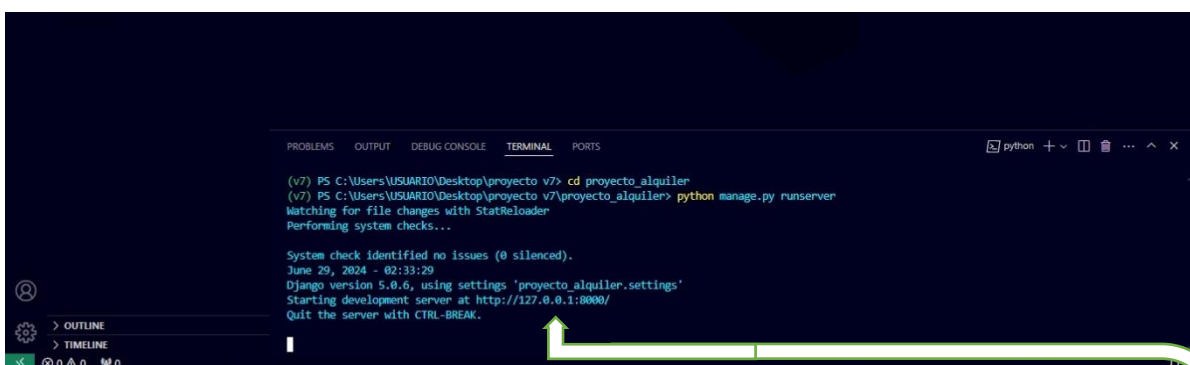 PROBLEMS OUTPUT DEBUG CONSOLE TERMINAL PORTS python
(v7) PS C:\Users\USUARIO\Desktop\proyecto v7> cd proyecto_alquiler
(v7) PS C:\Users\USUARIO\Desktop\proyecto v7\proyecto_alquiler> python manage.py runserver
Watching for file changes with StatReloader
Performing system checks...
System check identified no issues (0 silenced).
June 29, 2024 - 02:33:29
Django version 5.0.6, using settings 'proyecto_alquiler.settings'
Starting development server at http://127.0.0.1:8000/
Quit the server with CTRL-BREAK.
> OUTLINE
> TIMELINE
0 0 0